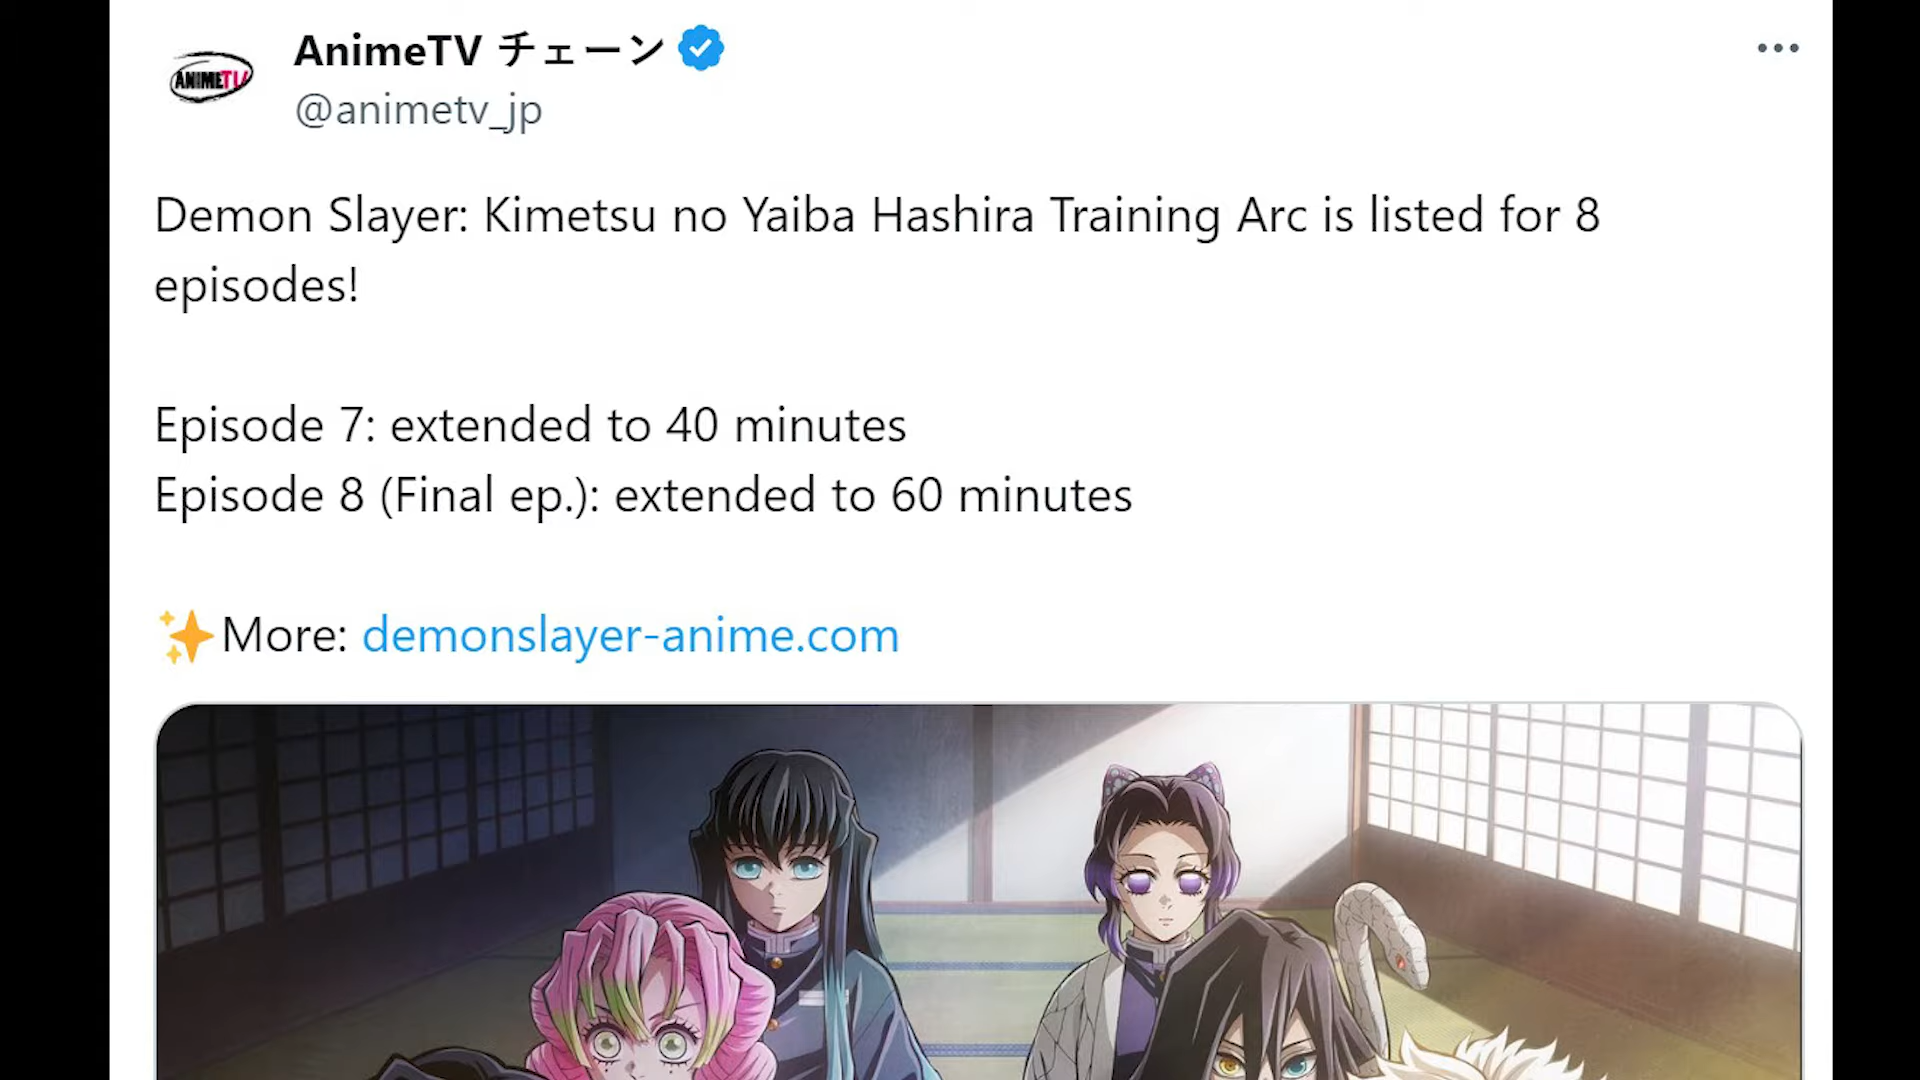 ANIMETV
AnimeTV チェーン
@animetv_jp
Demon Slayer: Kimetsu no Yaiba Hashira Training Arc is listed for 8
episodes!
Episode 7: extended to 40 minutes
Episode 8 (Final ep.): extended to 60 minutes
✨More: demonslayer-anime.com